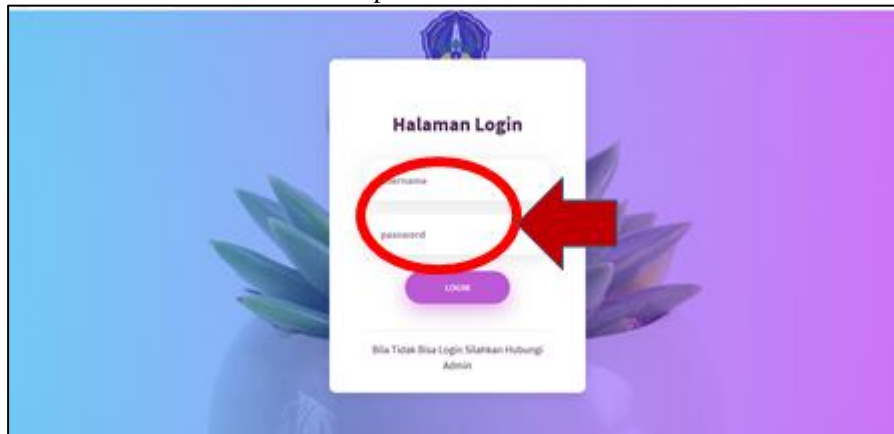 Halaman Login
username
password
LOGIN
Bila Tidak Bisa Login Silahkan Hubungi
Admin